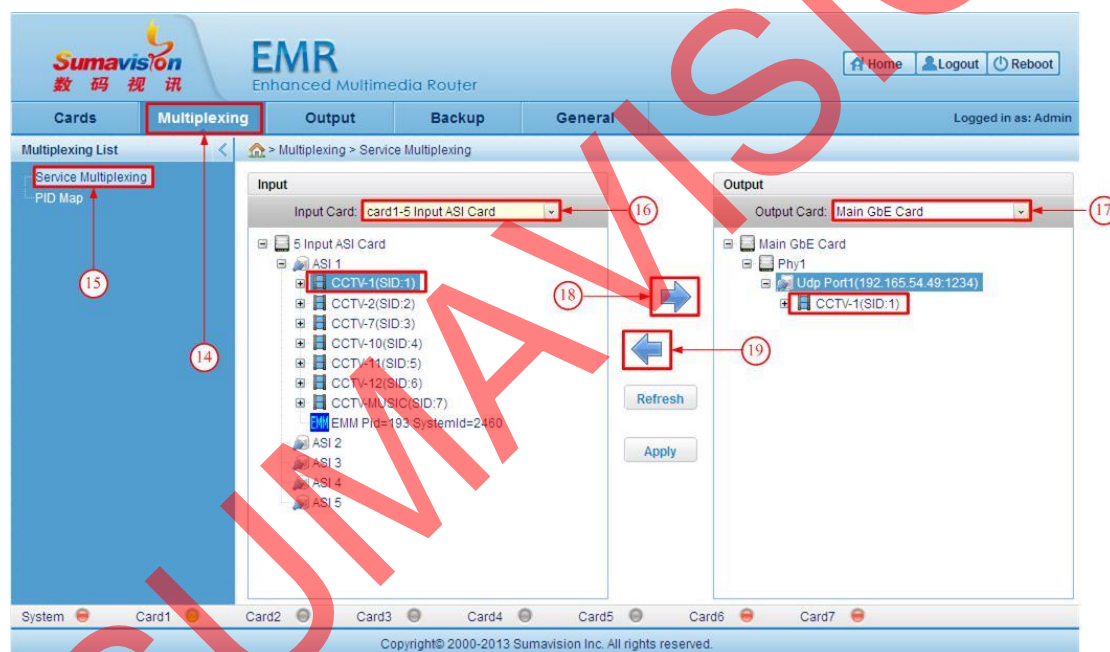 Sumavision
数码视讯
EMR
Enhanced Multimedia Router
Home
Logout
Reboot
Cards
Multiplexing
Output
Backup
General
Logged in as: Admin
Multiplexing List
> Multiplexing > Service Multiplexing
Service Multiplexing
PID Map
15
14
Input
Input Card: card1-5 Input ASI Card
16
5 Input ASI Card
ASI 1
CCTV-1(SID:1)
CCTV-2(SID:2)
CCTV-7(SID:3)
CCTV-10(SID:4)
CCTV-11(SID:5)
CCTV-12(SID:6)
CCTV-MUSIC(SID:7)
EMM EMM Pid=193 SystemId=2460
ASI 2
ASI 3
ASI 4
ASI 5
18
19
Refresh
Apply
Output
Output Card: Main GbE Card
17
Main GbE Card
Phy1
Udp Port1(192.165.54.49:1234)
CCTV-1(SID:1)
System
Card1
Card2
Card3
Card4
Card5
Card6
Card7
Copyright© 2000-2013 Sumavision Inc. All rights reserved.
SUMAVISIO